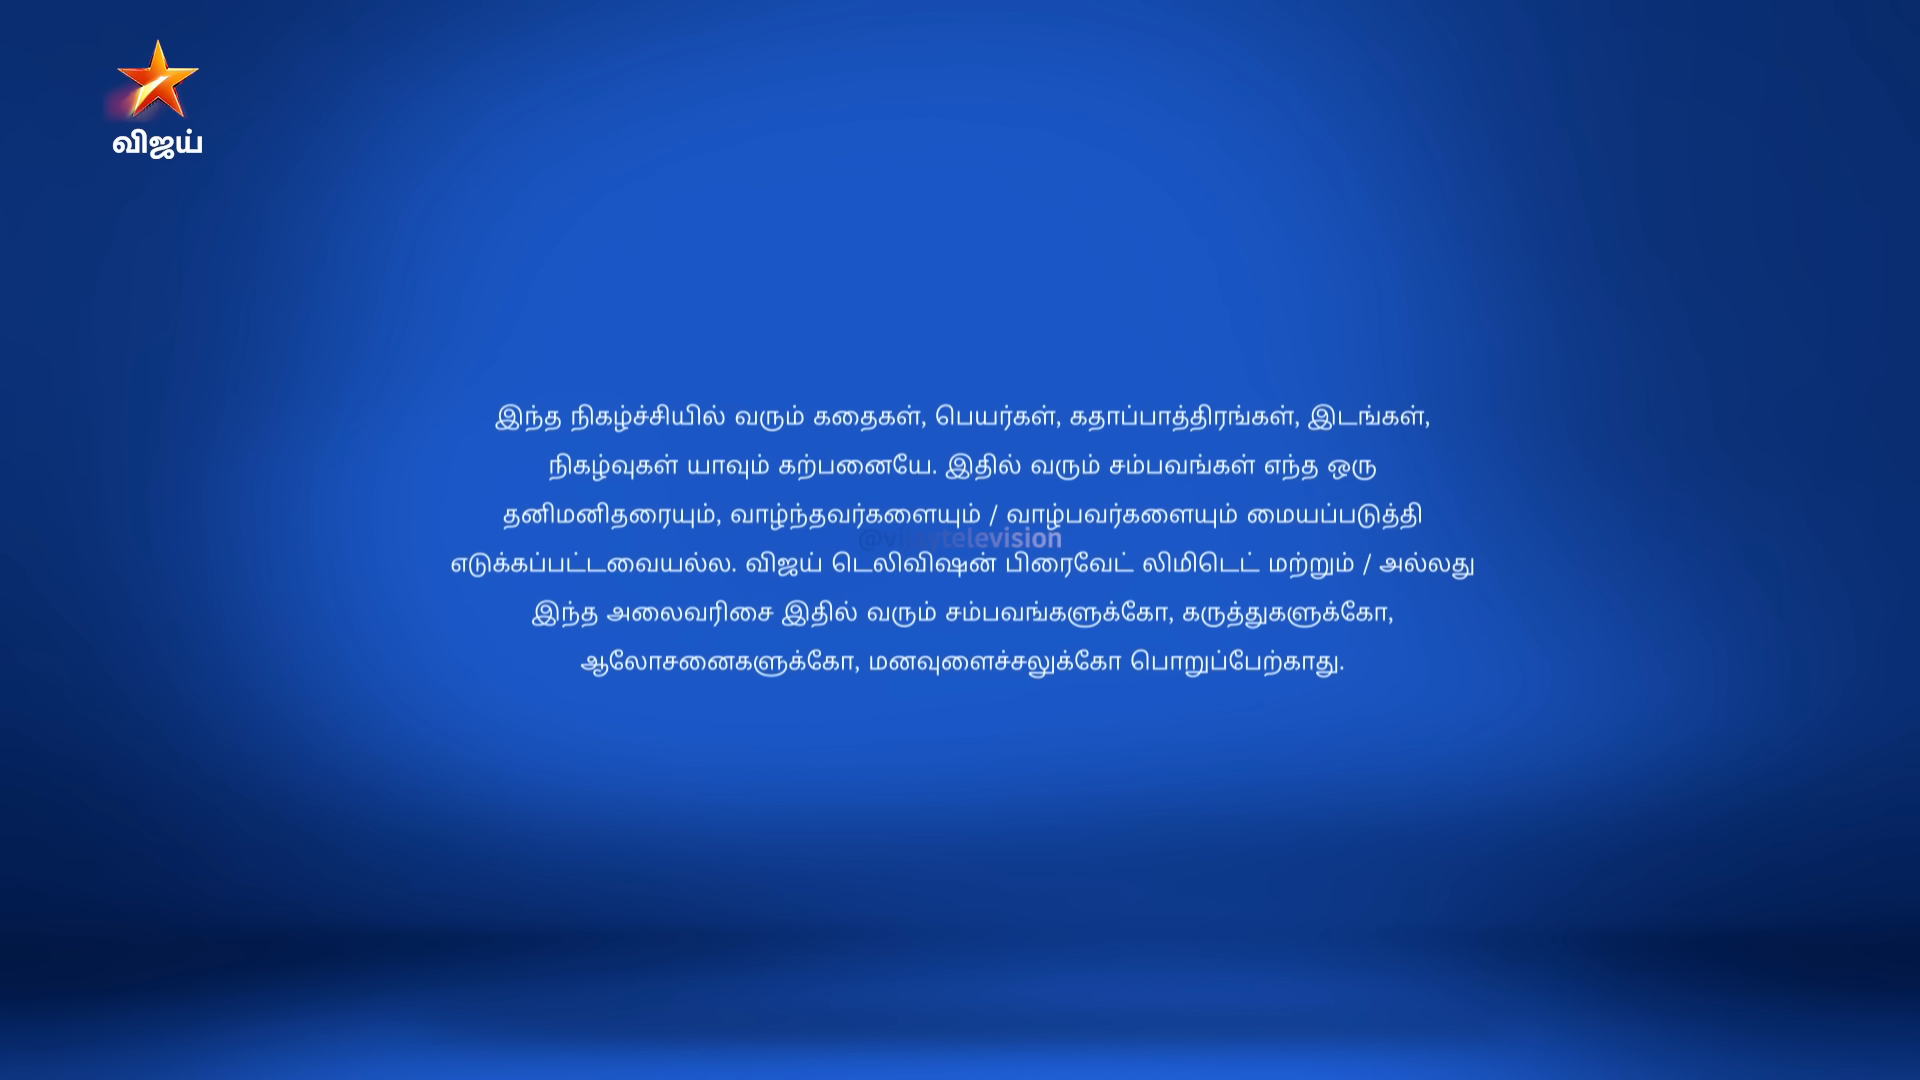 விஜய்
இந்த நிகழ்ச்சியில் வரும் கதைகள், பெயர்கள், கதாப்பாத்திரங்கள், இடங்கள்,
நிகழ்வுகள் யாவும் கற்பனையே. இதில் வரும் சம்பவங்கள் எந்த ஒரு
தனிமனிதரையும், வாழ்ந்தவர்களையும் / வாழ்பவர்களையும் மையப்படுத்தி
@vijaytelevision
எடுக்கப்பட்டவையல்ல. விஜய் டெலிவிஷன் பிரைவேட் லிமிடெட் மற்றும் / அல்லது
இந்த அலைவரிசை இதில் வரும் சம்பவங்களுக்கோ, கருத்துகளுக்கோ,
ஆலோசனைகளுக்கோ, மனவுளைச்சலுக்கோ பொறுப்பேற்காது.